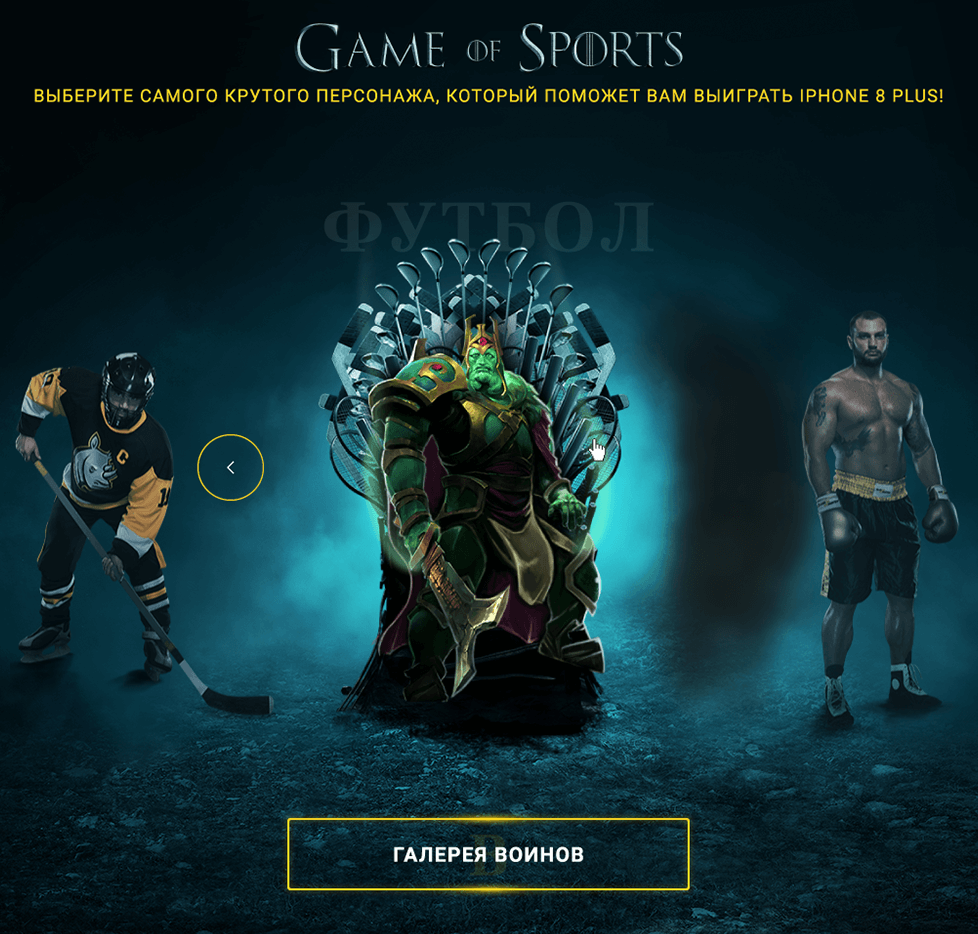 GAME OF SPORTS
ВЫБЕРИТЕ САМОГО КРУТОГО ПЕРСОНАЖА, КОТОРЫЙ ПОМОЖЕТ ВАМ ВЫИГРАТЬ IPHONE 8 PLUS!
ФУТБОЛ
C
ГАЛЕРЕЯ ВОИНОВ